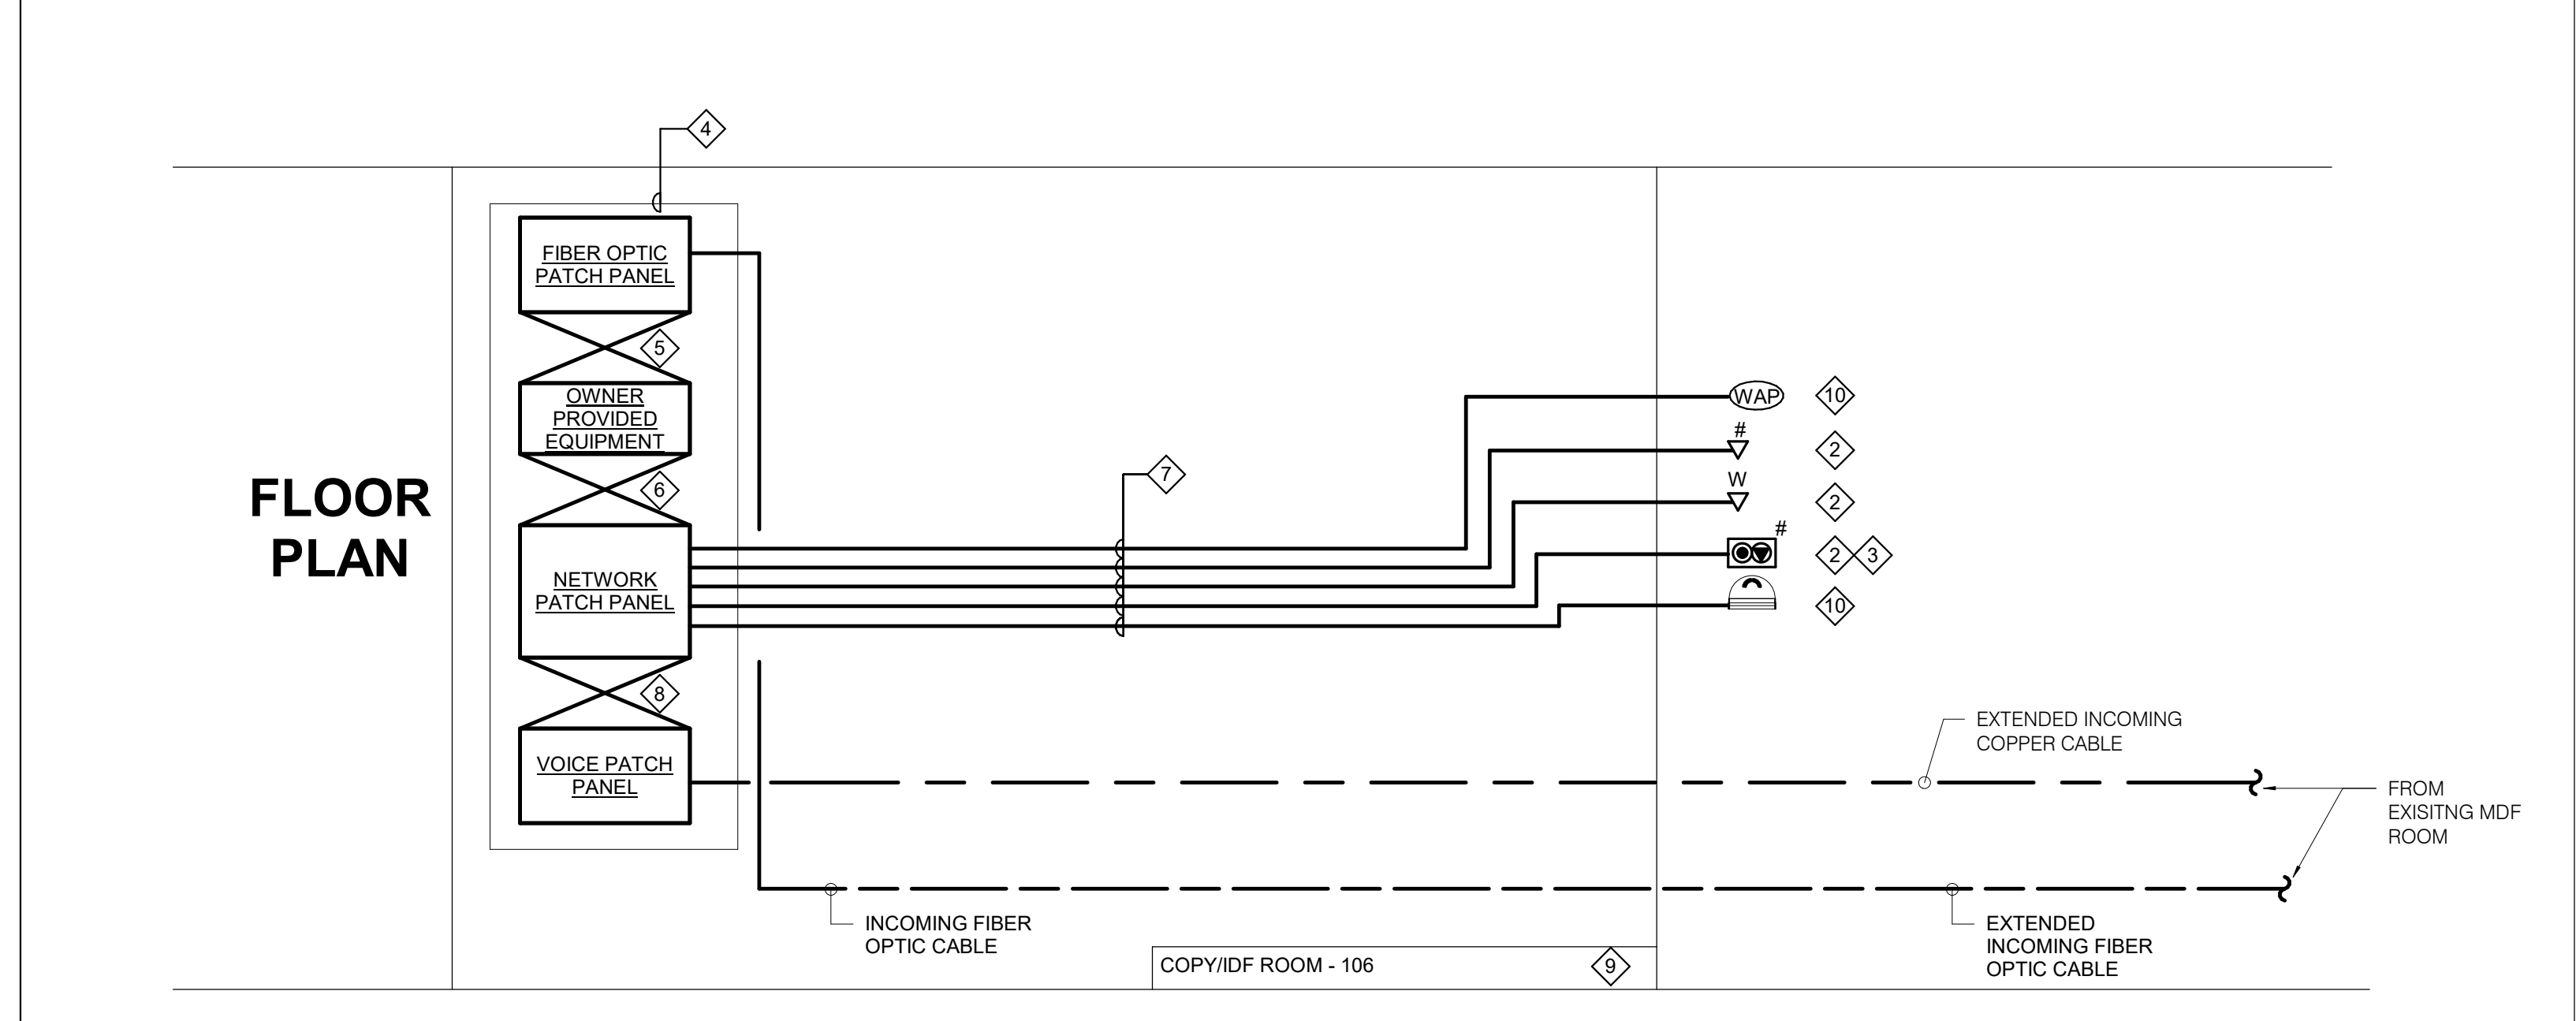 4
FIBER OPTIC
PATCH PANEL
5
OWNER
PROVIDED
EQUIPMENT
6
FLOOR
PLAN
NETWORK
PATCH PANEL
8
VOICE PATCH
PANEL
7
WAP
10
#
2
W
2
#
2
3
10
EXTENDED INCOMING
COPPER CABLE
FROM
EXISITNG MDF
ROOM
INCOMING FIBER
OPTIC CABLE
EXTENDED
INCOMING FIBER
OPTIC CABLE
COPY/IDF ROOM - 106
9